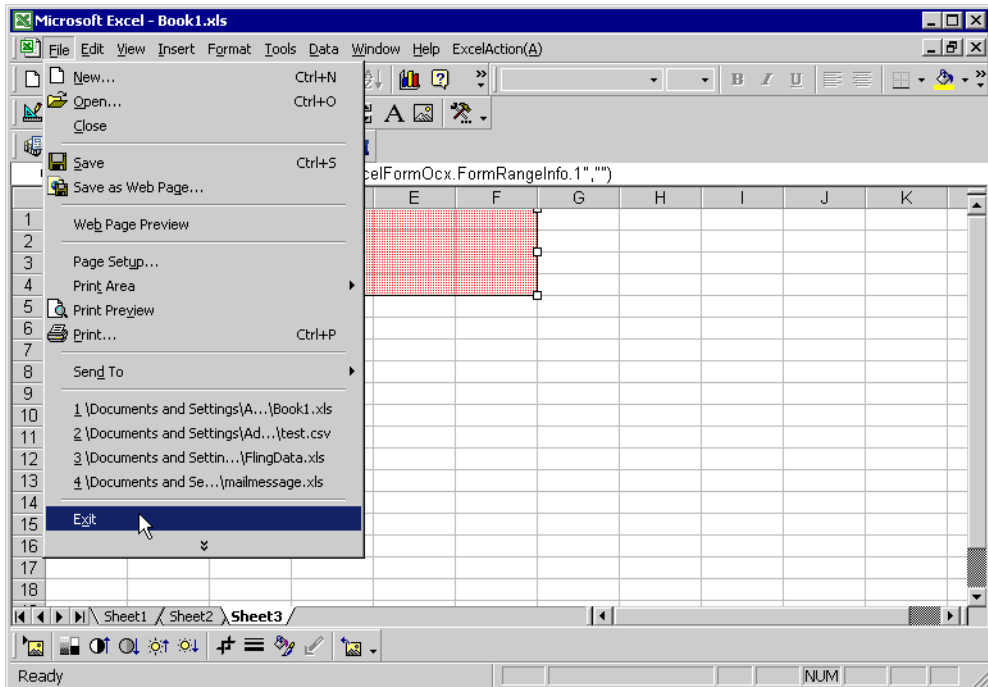 Microsoft Excel - Book1.xls
File Edit View Insert Format Tools Data Window Help ExcelAction(A)
New... Ctrl+N
B I U
Open... Ctrl+O
A
Close
Save Ctrl+S
elFormOcx.FormRangeInfo.1","")
Save as Web Page...
E F G H I J K
Web Page Preview
Page Setup...
Print Area
Print Preview
Print... Ctrl+P
Send To
1 \Documents and Settings\A...\Book1.xls
2 \Documents and Settings\Ad...\test.csv
3 \Documents and Settin...\FlingData.xls
4 \Documents and Se...\mailmessage.xls
Exit
1
2
3
4
5
6
7
8
9
10
11
12
13
14
15
16
17
18
Sheet1 Sheet2 Sheet3
Ready NUM